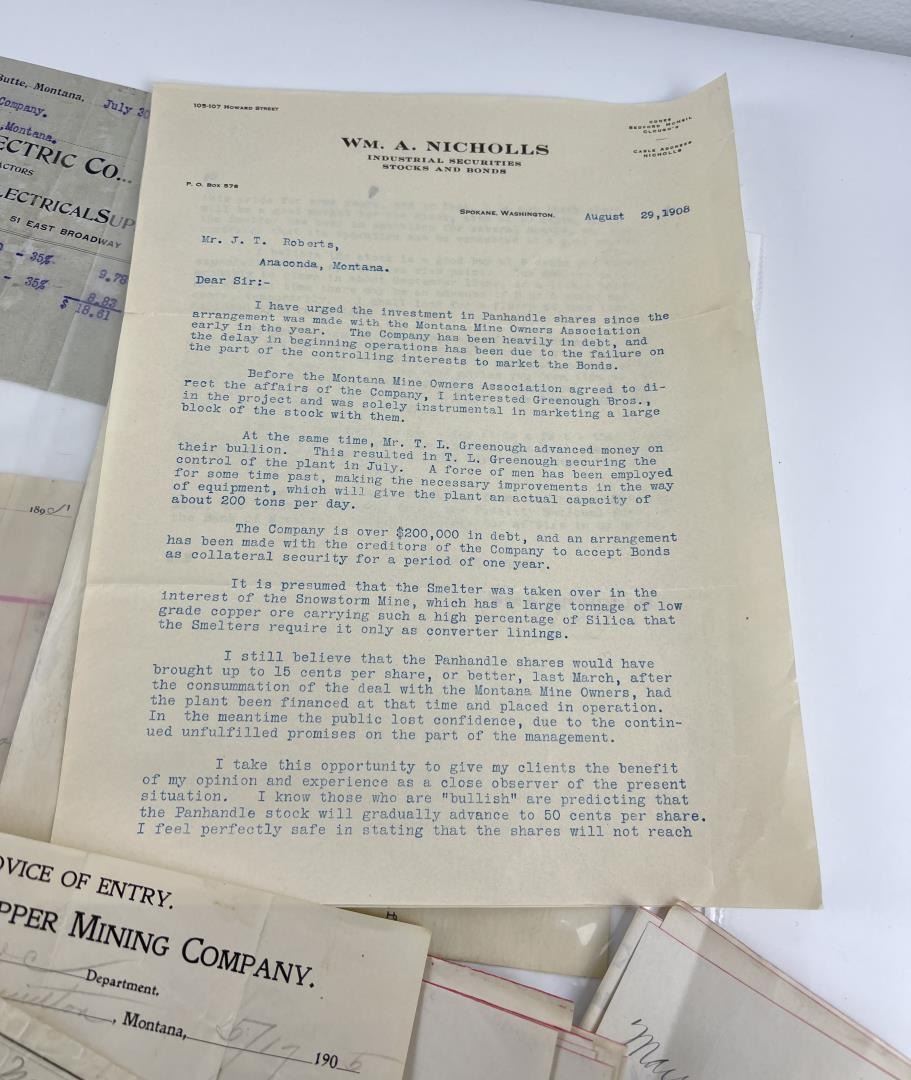 105-107 HOWARD STREET
CODES
BEDFORD MCNEIL
CLOUGH'S
CABLE ADDRESS
NICHOLLS
WM. A. NICHOLLS
INDUSTRIAL SECURITIES
STOCKS AND BONDS
P. O. BOX 578
SPOKANE, WASHINGTON. August 29, 1908
Mr. J. T. Roberts,
Anaconda, Montana.
Dear Sir:-
I have urged the investment in Panhandle shares since the
arrangement was made with the Montana Mine Owners Association
early in the year. The Company has been heavily in debt, and
the delay in beginning operations has been due to the failure on
the part of the controlling interests to market the Bonds.
Before the Montana Mine Owners Association agreed to di-
rect the affairs of the Company, I interested Greenough Bros.,
in the project and was solely instrumental in marketing a large
block of the stock with them.
At the same time, Mr. T. L. Greenough advanced money on
their bullion. This resulted in T. L. Greenough securing the
control of the plant in July. A force of men has been employed
for some time past, making the necessary improvements in the way
of equipment, which will give the plant an actual capacity of
about 200 tons per day.
The Company is over $200,000 in debt, and an arrangement
has been made with the creditors of the Company to accept Bonds
as collateral security for a period of one year.
It is presumed that the Smelter was taken over in the
interest of the Snowstorm Mine, which has a large tonnage of low
grade copper ore carrying such a high percentage of Silica that
the Smelters require it only as converter linings.
I still believe that the Panhandle shares would have
brought up to 15 cents per share, or better, last March, after
the consummation of the deal with the Montana Mine Owners, had
the plant been financed at that time and placed in operation.
In the meantime the public lost confidence, due to the contin-
ued unfulfilled promises on the part of the management.
I take this opportunity to give my clients the benefit
of my opinion and experience as a close observer of the present
situation. I know those who are "bullish" are predicting that
the Panhandle stock will gradually advance to 50 cents per share.
I feel perfectly safe in stating that the shares will not reach
Butte, Montana, July 30
Company.
, Montana.
ECTRIC CO...
ACTORS
LECTRICAL SUP
51 EAST BROADWAY
- 35% 9.78
- 35% 8.83
$ 18.61
189
DVICE OF ENTRY.
PPER MINING COMPANY.
Department.
, Montana, 5/17 1905
May